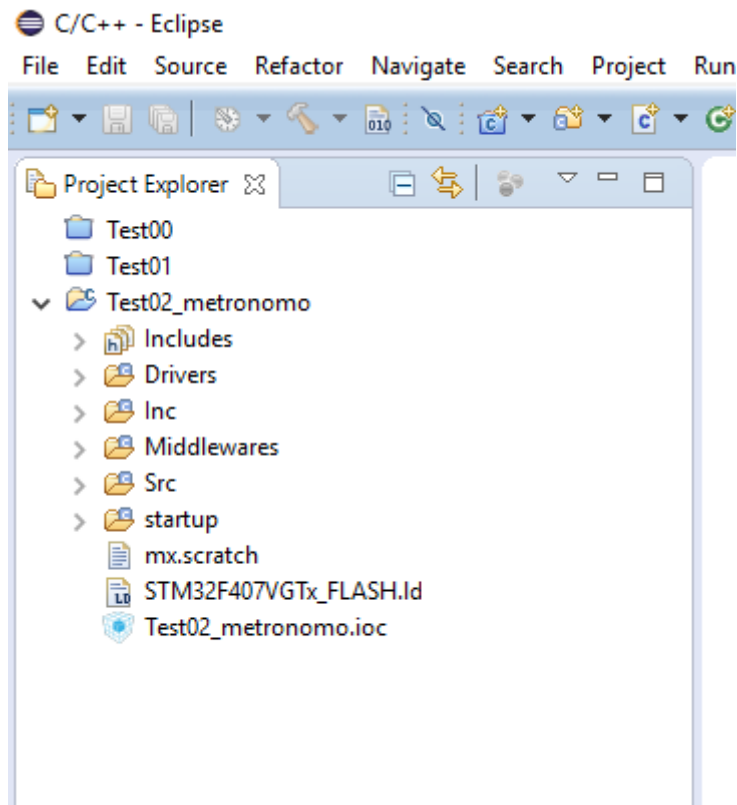 C/C++ - Eclipse
File Edit Source Refactor Navigate Search Project Run
010
Project Explorer
Test00
Test01
Test02_metronomo
Includes
Drivers
Inc
Middlewares
Src
startup
mx.scratch
STM32F407VGTx_FLASH.ld
Test02_metronomo.ioc